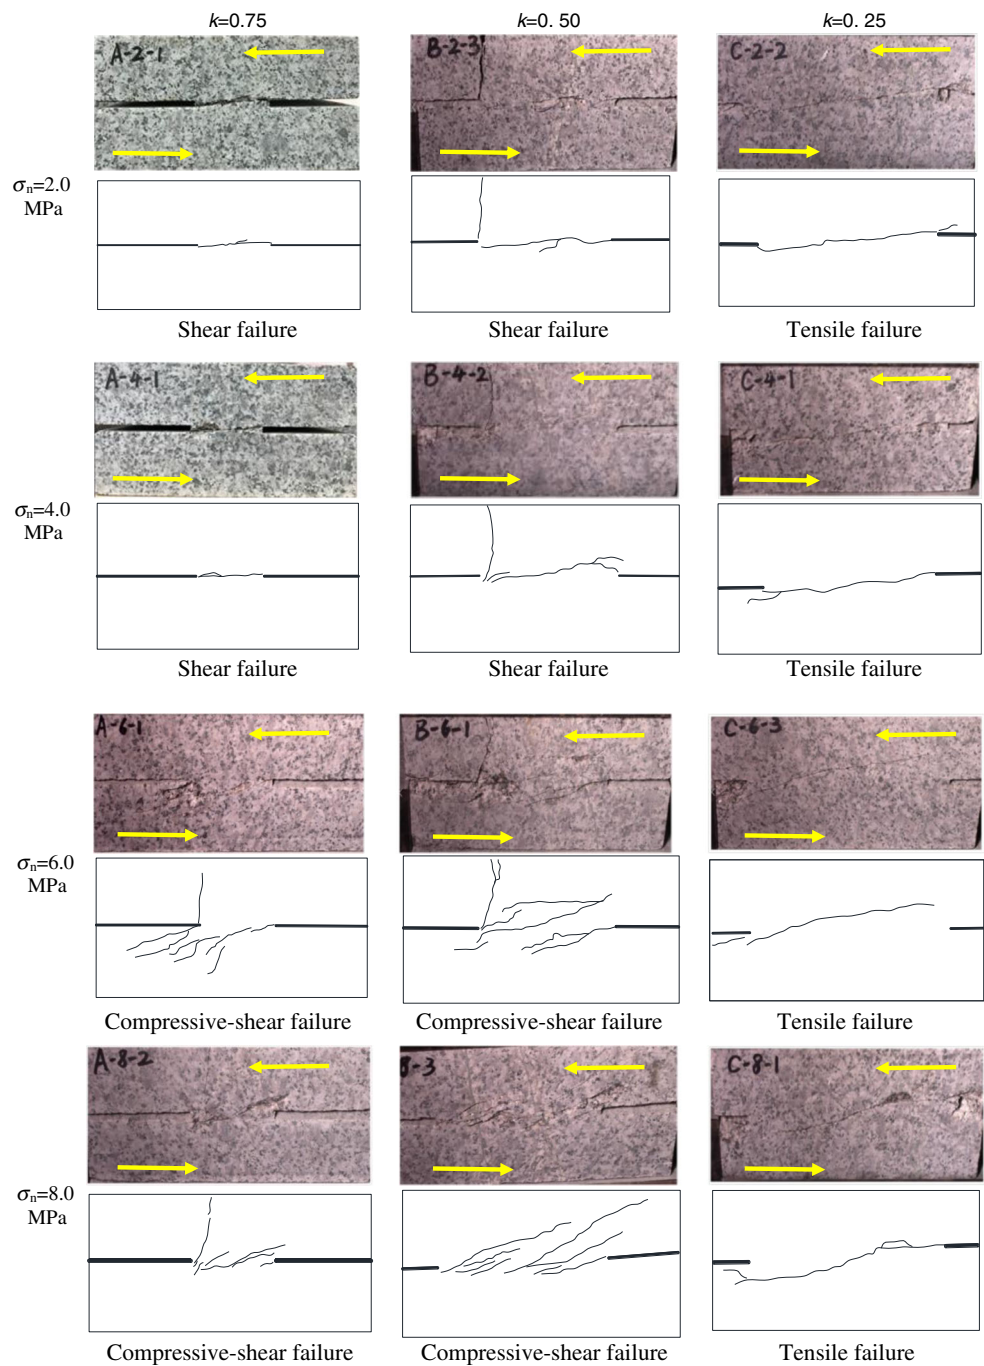 k=0.75 k=0. 50 k=0. 25
A-2-1 B-2-3 C-2-2
σn=2.0
MPa
Shear failure Shear failure Tensile failure
A-4-1 B-4-2 C-4-1
σn=4.0
MPa
Shear failure Shear failure Tensile failure
A-6-1 B-6-1 C-6-3
σn=6.0
MPa
Compressive-shear failure Compressive-shear failure Tensile failure
A-8-2 8-3 C-8-1
σn=8.0
MPa
Compressive-shear failure Compressive-shear failure Tensile failure